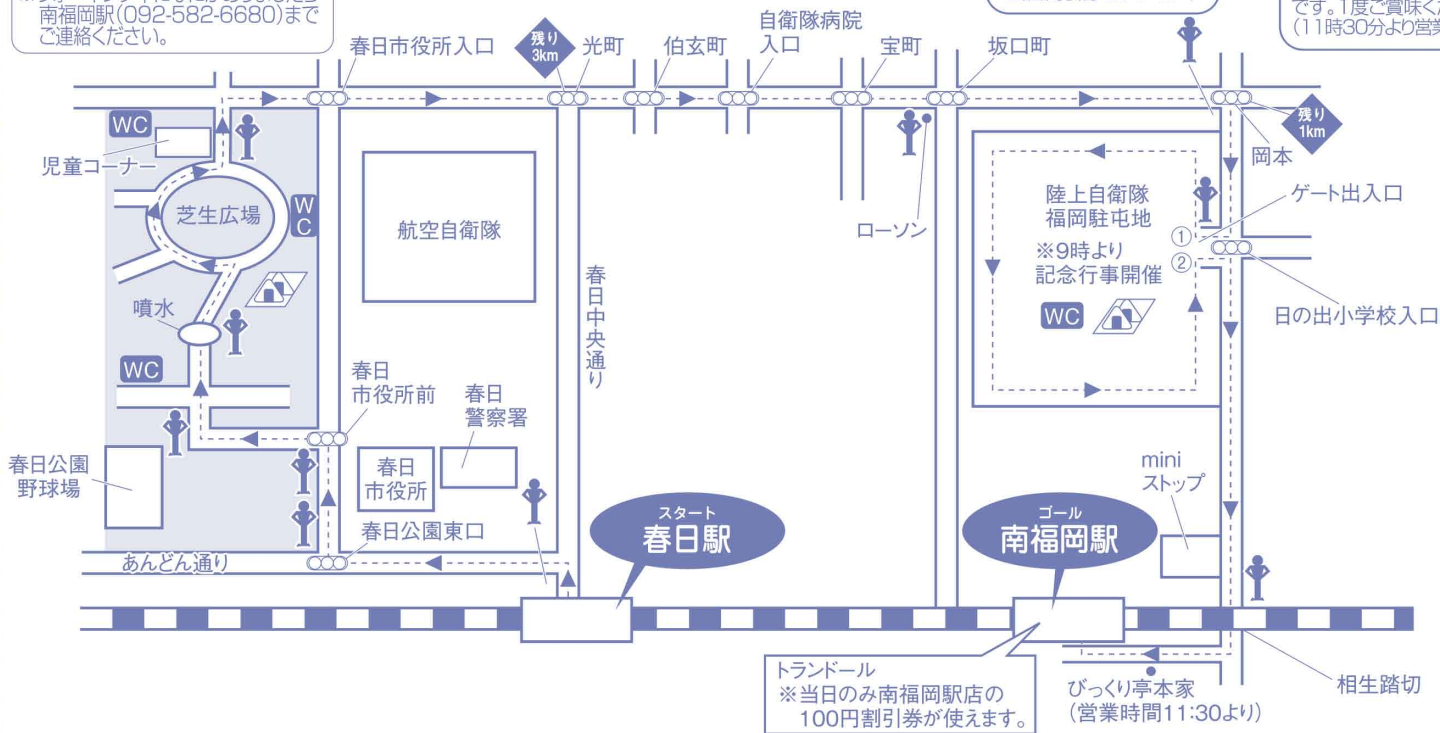 南福岡駅(092-582-6680)まで
ご連絡ください。
です。1度ご賞味くだ
(11時30分より営業
春日市役所入口
残り
3km
光町
伯玄町
自衛隊病院
入口
宝町
坂口町
残り
1km
岡本
WC
児童コーナー
芝生広場
WC
航空自衛隊
春日中央通り
ローソン
陸上自衛隊
福岡駐屯地
※9時より
記念行事開催
WC
①
②
ゲート出入口
日の出小学校入口
噴水
WC
春日
市役所前
春日
警察署
春日
市役所
春日公園
野球場
春日公園東口
あんどん通り
スタート
春日駅
ゴール
南福岡駅
mini
ストップ
トランドール
※当日のみ南福岡駅店の
100円割引券が使えます。
びっくり亭本家
(営業時間11:30より)
相生踏切